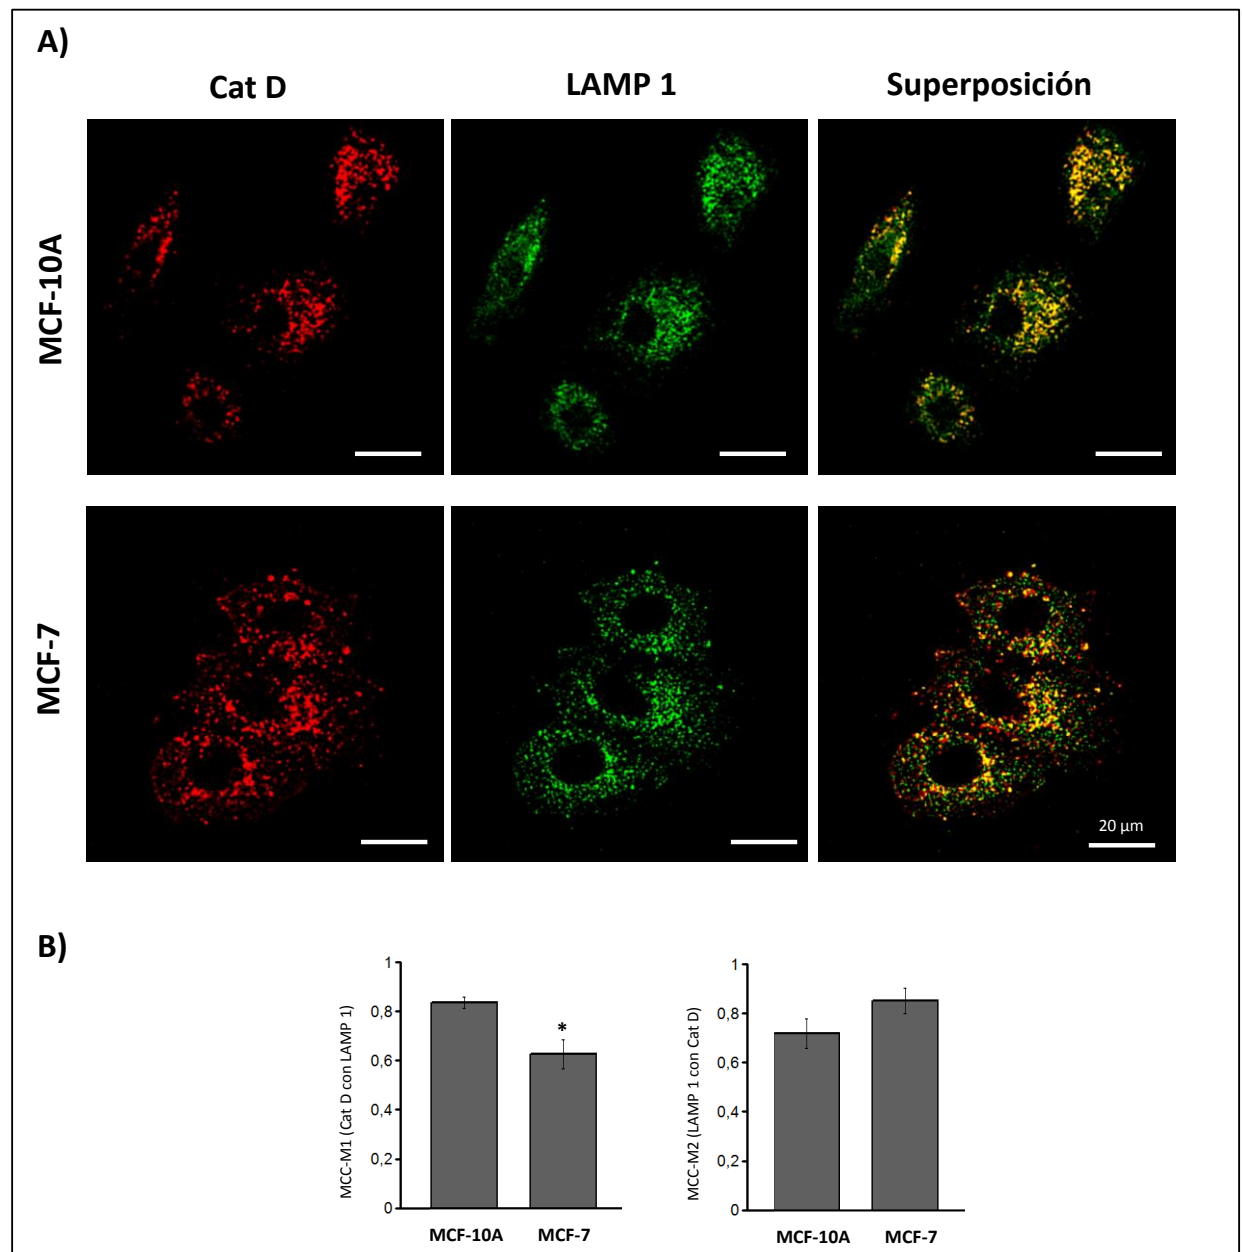 A)
Cat D
LAMP 1
Superposición
MCF-10A
MCF-7
20 µm
B)
MCC-M1 (Cat D con LAMP 1)
1
0,8
0,6
0,4
0,2
0
*
MCF-10A
MCF-7
MCC-M2 (LAMP 1 con Cat D)
1
0,8
0,6
0,4
0,2
0
MCF-10A
MCF-7